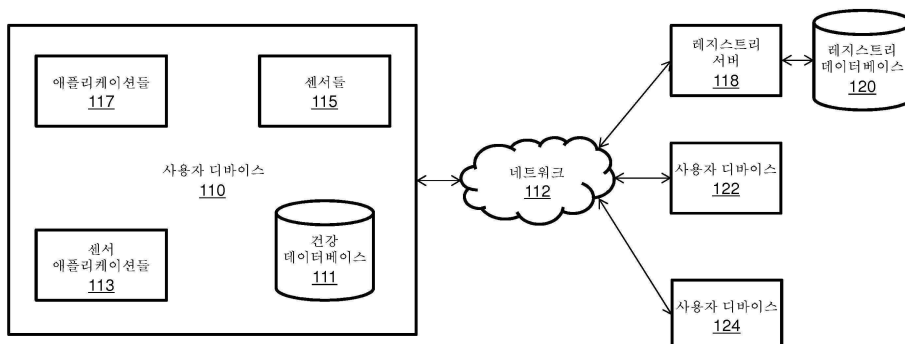 애플리케이션들
117
센서들
115
사용자 디바이스
110
센서
애플리케이션들
113
건강
데이터베이스
111
네트워크
112
레지스트리
서버
118
레지스트리
데이터베이스
120
사용자 디바이스
122
사용자 디바이스
124